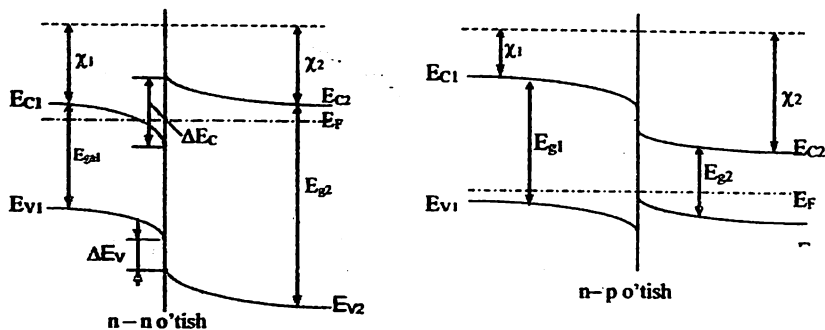 χ1
χ2
EC1
EC2
EF
ΔEC
Eg2
EV1
ΔEV
EV2
n – n o'tish
χ1
χ2
EC1
EC2
Eg1
Eg2
EV1
EF
n – p o'tish